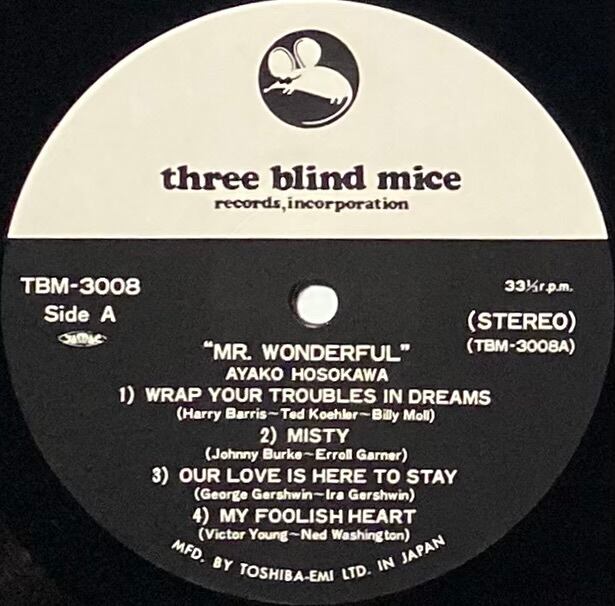 three blind mice
records, incorporation
TBM-3008
33⅓ r.p.m.
Side A
(STEREO)
JASRAC
(TBM-3008A)
"MR. WONDERFUL"
AYAKO HOSOKAWA
1) WRAP YOUR TROUBLES IN DREAMS
(Harry Barris~Ted Koehler~Billy Moll)
2) MISTY
(Johnny Burke~Erroll Garner)
3) OUR LOVE IS HERE TO STAY
(George Gershwin~Ira Gershwin)
4) MY FOOLISH HEART
(Victor Young~Ned Washington)
MFD. BY TOSHIBA-EMI LTD. IN JAPAN